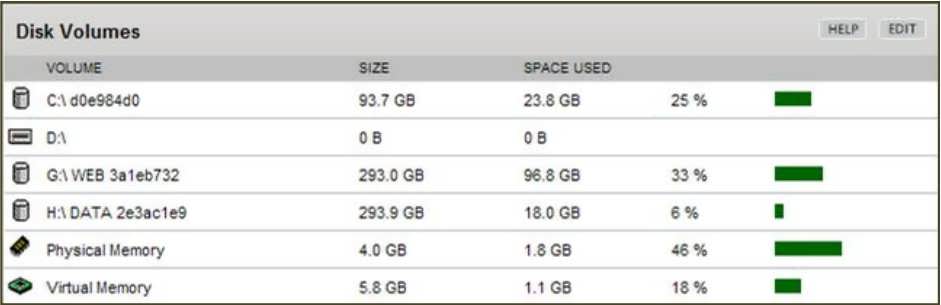 Disk Volumes HELP EDIT
VOLUME SIZE SPACE USED
C:\ d0e984d0 93.7 GB 23.8 GB 25 %
D:\ 0 B 0 B
G:\ WEB 3a1eb732 293.0 GB 96.8 GB 33 %
H:\ DATA 2e3ac1e9 293.9 GB 18.0 GB 6 %
Physical Memory 4.0 GB 1.8 GB 46 %
Virtual Memory 5.8 GB 1.1 GB 18 %